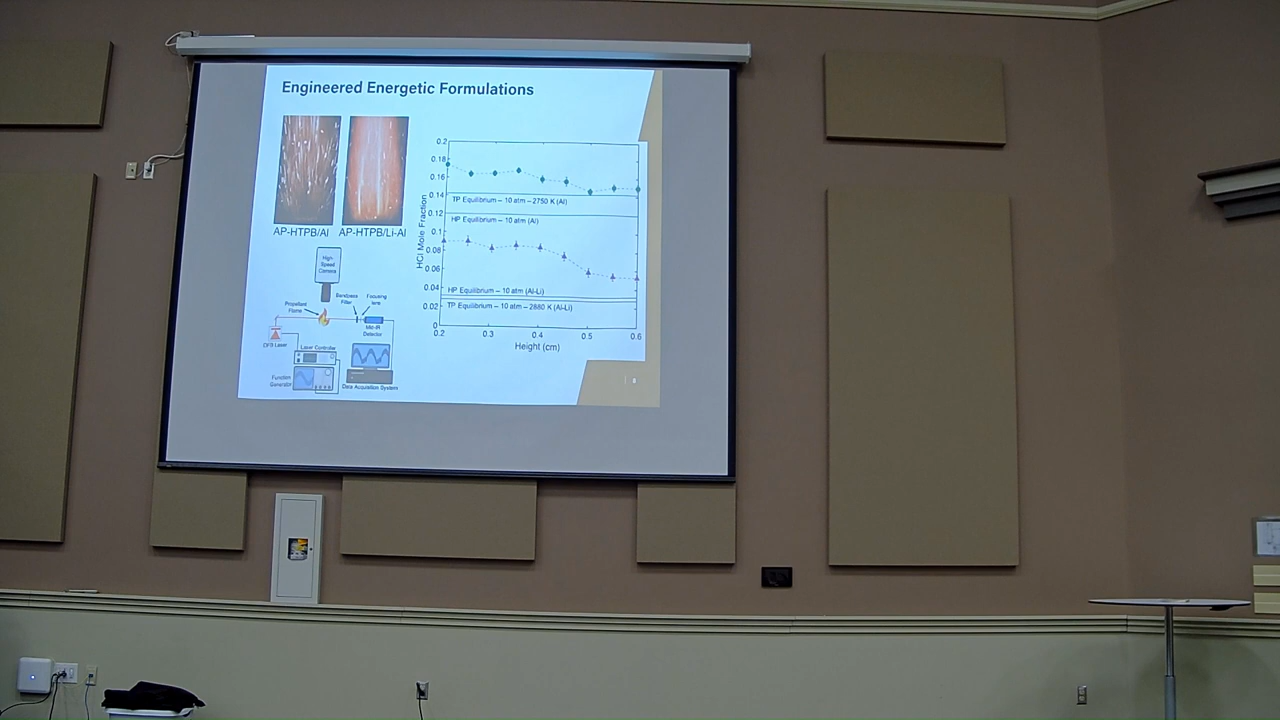 Engineered Energetic Formulations
AP-HTPB/Al
AP-HTPB/Li-Al
High
Speed
Camera
Propellant
Flame
Bandpass
Filter
Focusing
lens
Mid-IR
Detector
DFB Laser
Laser Controller
Function
Generator
Data Acquisition System
HCl Mole Fraction
0.2
0.18
0.16
0.14
0.12
0.1
0.08
0.06
0.04
0.02
0
TP Equilibrium – 10 atm – 2750 K (Al)
HP Equilibrium – 10 atm (Al)
HP Equilibrium – 10 atm (Al-Li)
TP Equilibrium – 10 atm – 2880 K (Al-Li)
0.2
0.3
0.4
0.5
0.6
Height (cm)
8